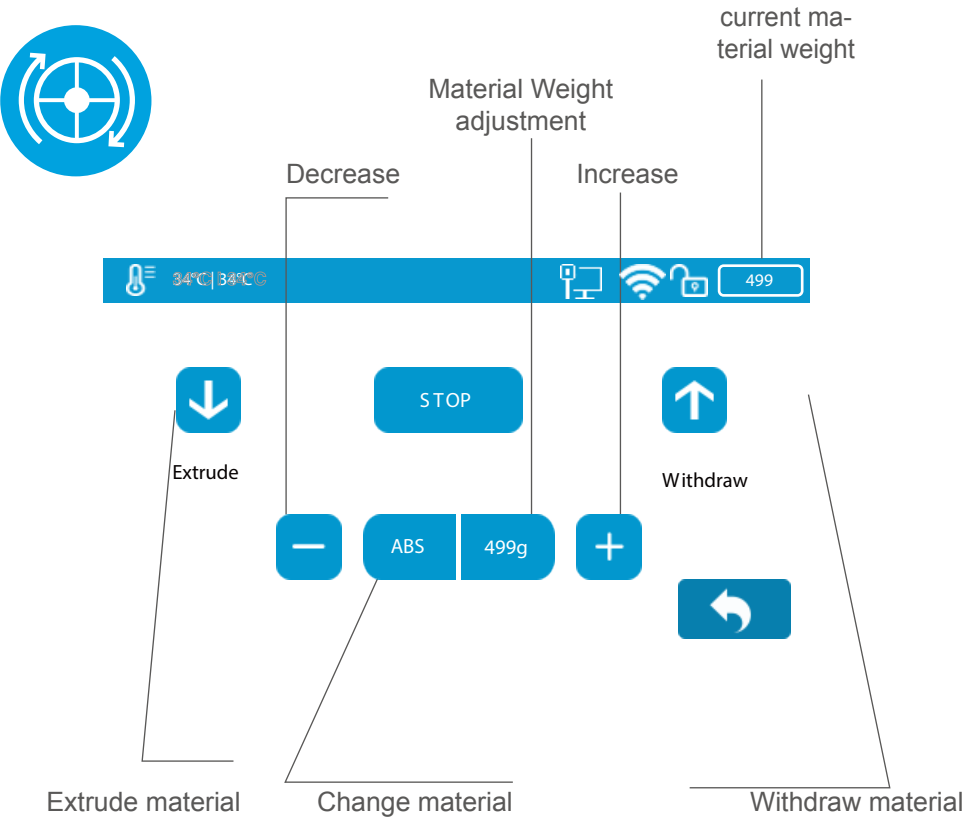 current ma-
terial weight
Material Weight
adjustment
Decrease
Increase
34°C | 34°C
499
STOP
Extrude
Withdraw
ABS
499g
Extrude material
Change material
Withdraw material